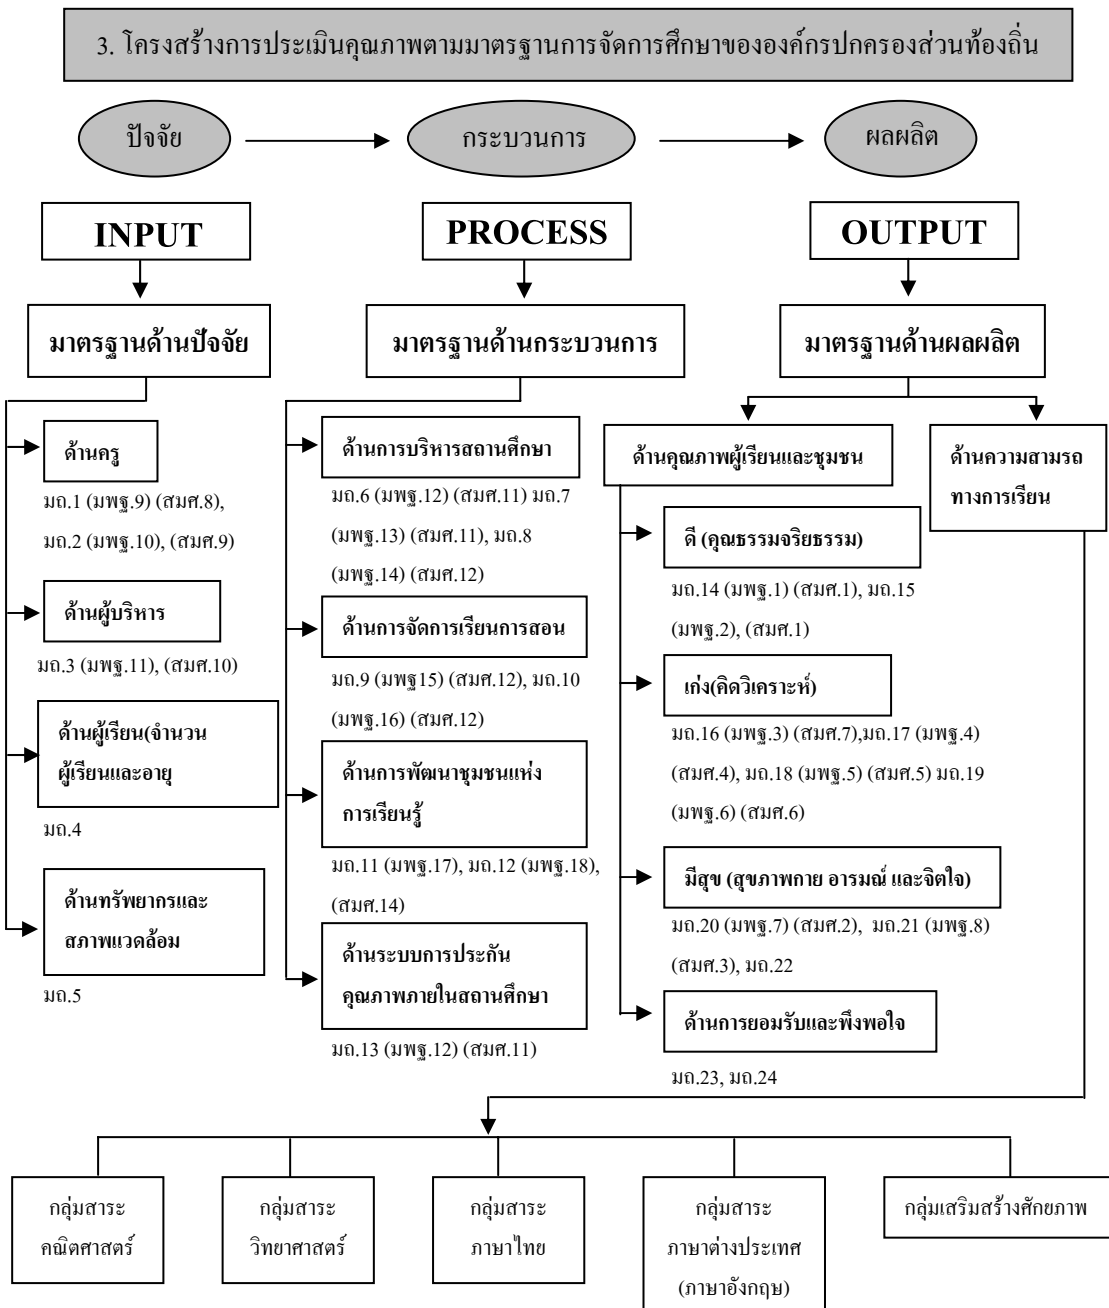 3. โครงสร้างการประเมินคุณภาพตามมาตรฐานการจัดการศึกษาขององค์กรปกครองส่วนท้องถิ่น
ปัจจัย
กระบวนการ
ผลผลิต
INPUT
PROCESS
OUTPUT
มาตรฐานด้านปัจจัย
มาตรฐานด้านกระบวนการ
มาตรฐานด้านผลผลิต
ด้านครู
มถ.1 (มพฐ.9) (สมศ.8),
มถ.2 (มพฐ.10), (สมศ.9)
ด้านผู้บริหาร
มถ.3 (มพฐ.11), (สมศ.10)
ด้านผู้เรียน(จำนวน
ผู้เรียนและอายุ
มถ.4
ด้านทรัพยากรและ
สภาพแวดล้อม
มถ.5
ด้านการบริหารสถานศึกษา
มถ.6 (มพฐ.12) (สมศ.11) มถ.7
(มพฐ.13) (สมศ.11), มถ.8
(มพฐ.14) (สมศ.12)
ด้านการจัดการเรียนการสอน
มถ.9 (มพฐ15) (สมศ.12), มถ.10
(มพฐ.16) (สมศ.12)
ด้านการพัฒนาชุมชนแห่ง
การเรียนรู้
มถ.11 (มพฐ.17), มถ.12 (มพฐ.18),
(สมศ.14)
ด้านระบบการประกัน
คุณภาพภายในสถานศึกษา
มถ.13 (มพฐ.12) (สมศ.11)
ด้านคุณภาพผู้เรียนและชุมชน
ดี (คุณธรรมจริยธรรม)
มถ.14 (มพฐ.1) (สมศ.1), มถ.15
(มพฐ.2), (สมศ.1)
เก่ง(คิดวิเคราะห์)
มถ.16 (มพฐ.3) (สมศ.7),มถ.17 (มพฐ.4)
(สมศ.4), มถ.18 (มพฐ.5) (สมศ.5) มถ.19
(มพฐ.6) (สมศ.6)
มีสุข (สุขภาพกาย อารมณ์ และจิตใจ)
มถ.20 (มพฐ.7) (สมศ.2), มถ.21 (มพฐ.8)
(สมศ.3), มถ.22
ด้านการยอมรับและพึงพอใจ
มถ.23, มถ.24
ด้านความสามรถ
ทางการเรียน
กลุ่มสาระ
คณิตศาสตร์
กลุ่มสาระ
วิทยาศาสตร์
กลุ่มสาระ
ภาษาไทย
กลุ่มสาระ
ภาษาต่างประเทศ
(ภาษาอังกฤษ)
กลุ่มเสริมสร้างศักยภาพ